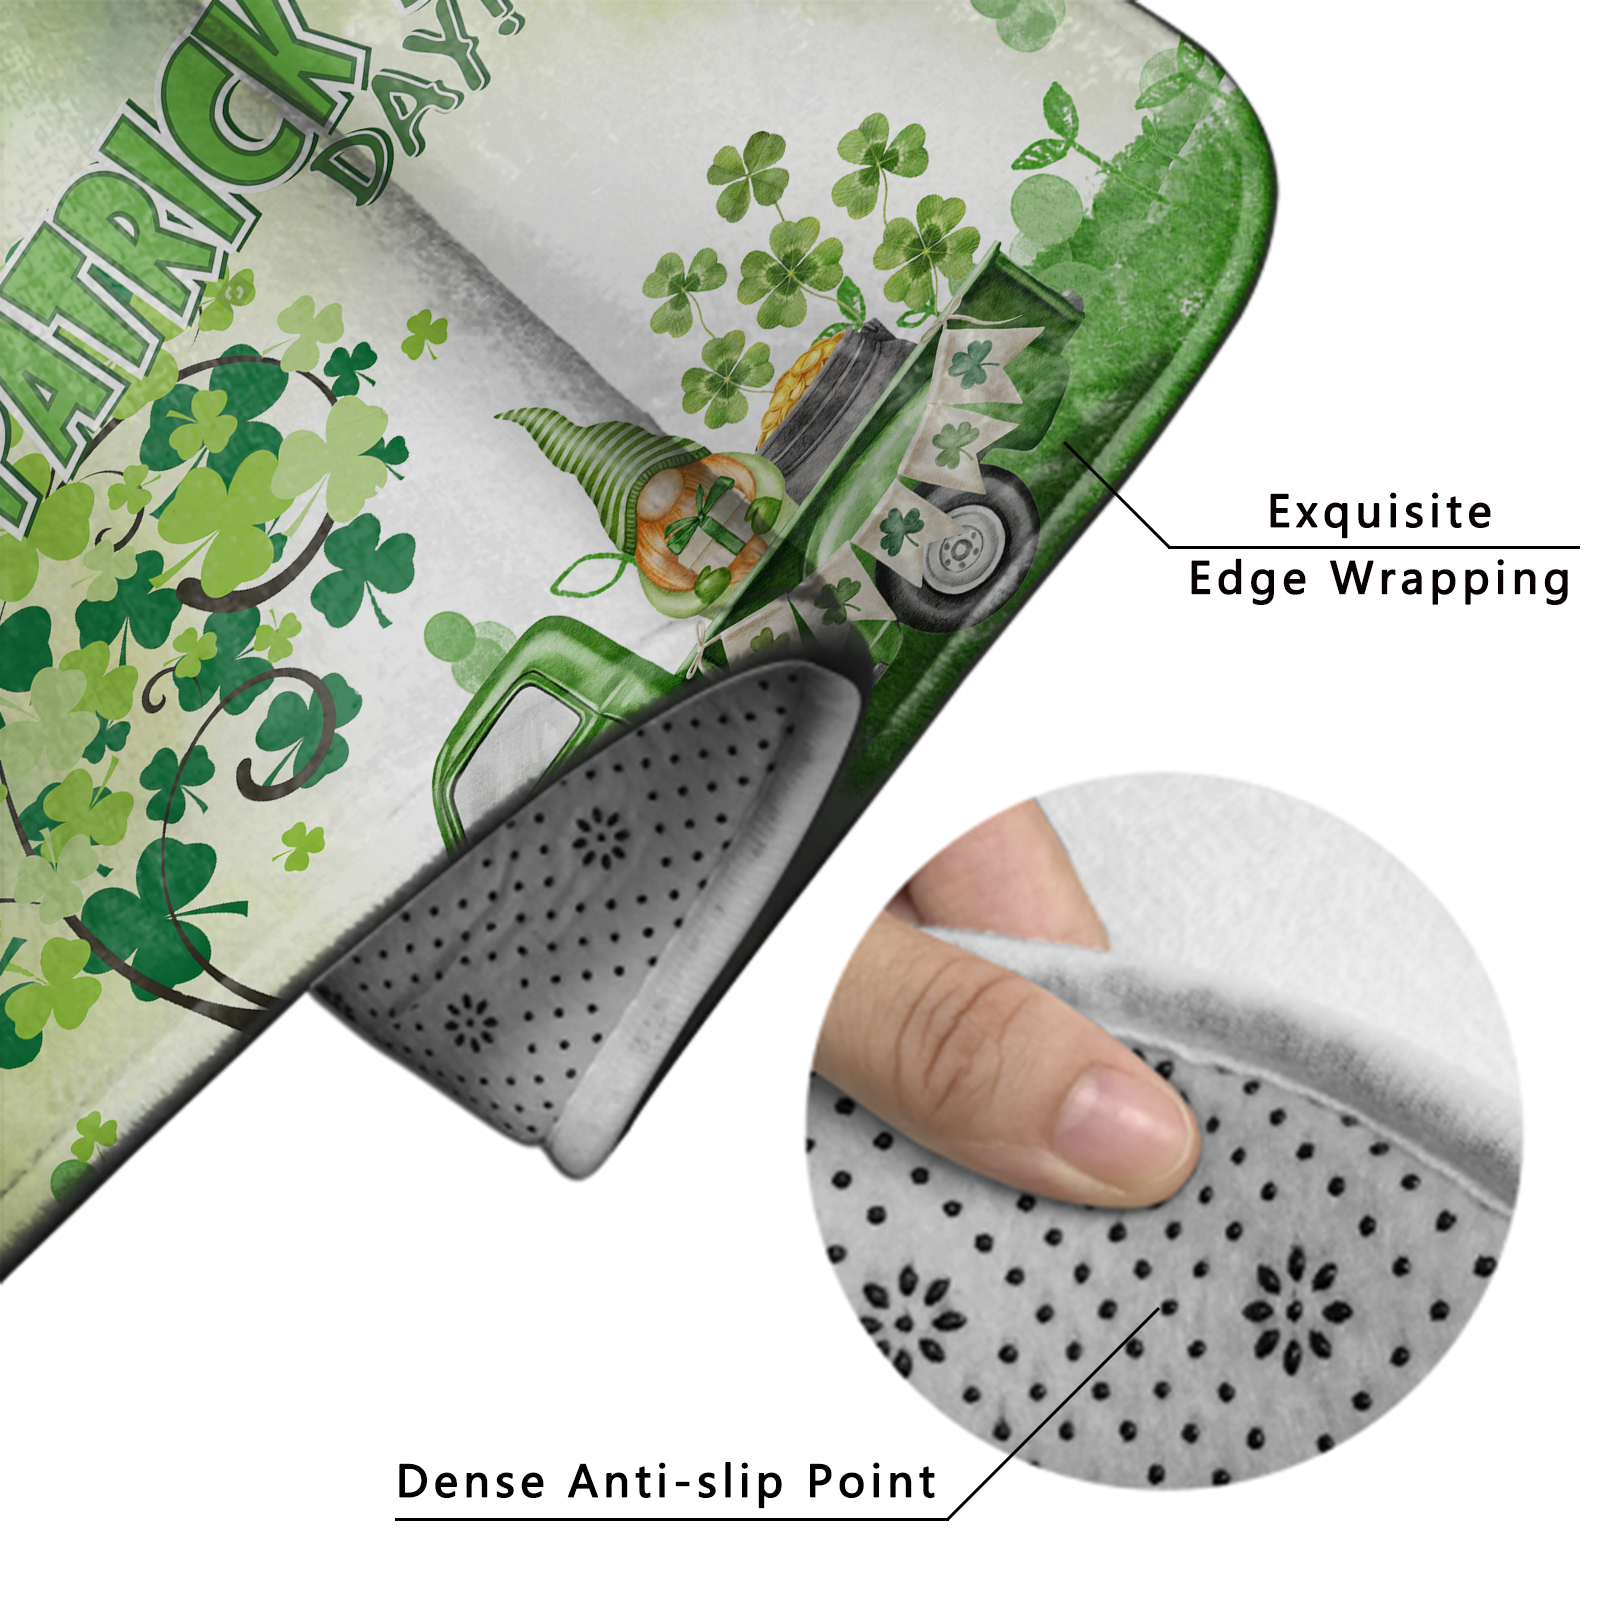 PATRICK
DAY!
Exquisite
Edge Wrapping
Dense Anti-slip Point